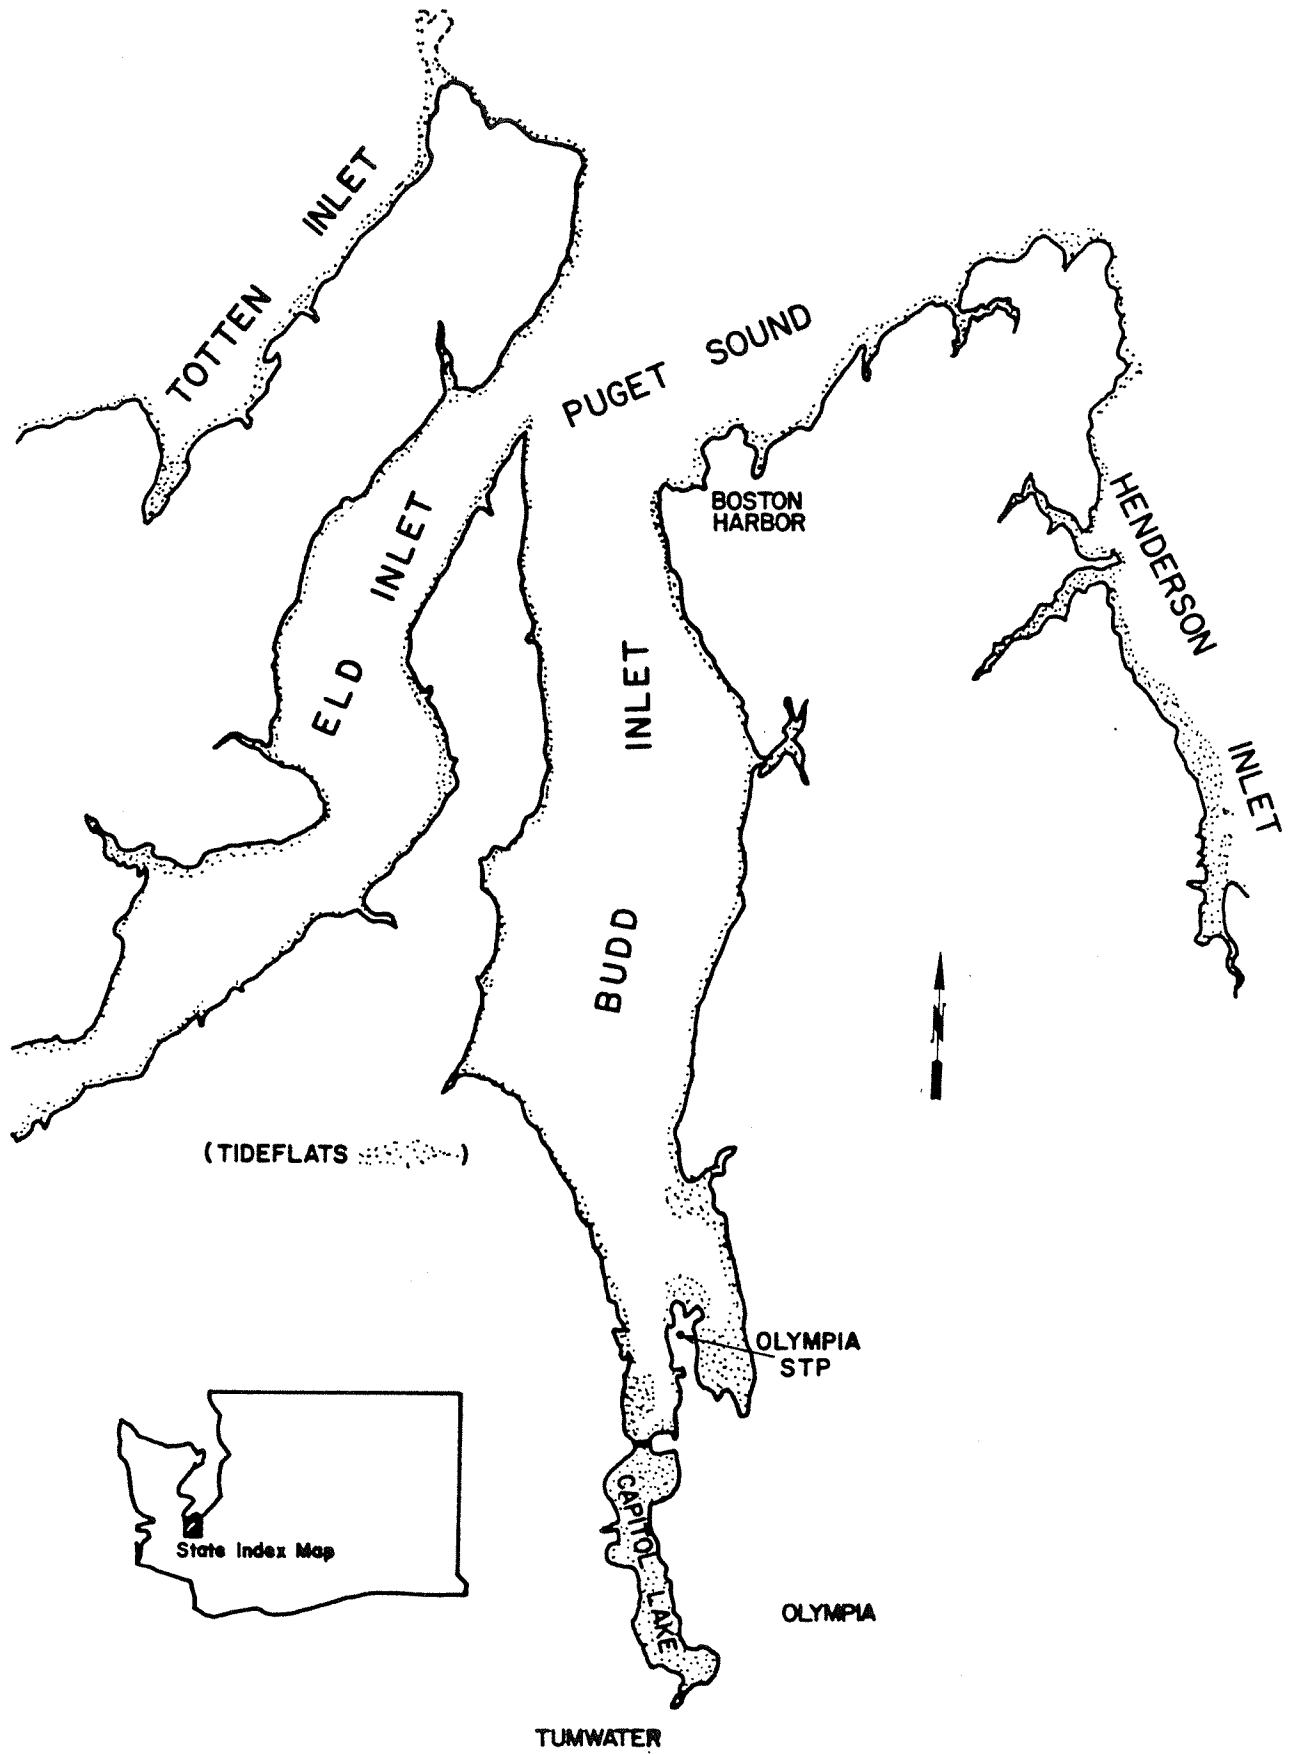 TOTTEN INLET
PUGET SOUND
ELD INLET
BOSTON
HARBOR
HENDERSON INLET
BUDD INLET
N
(TIDEFLATS )
OLYMPIA
STP
CAPITOL LAKE
State Index Map
OLYMPIA
TUMWATER